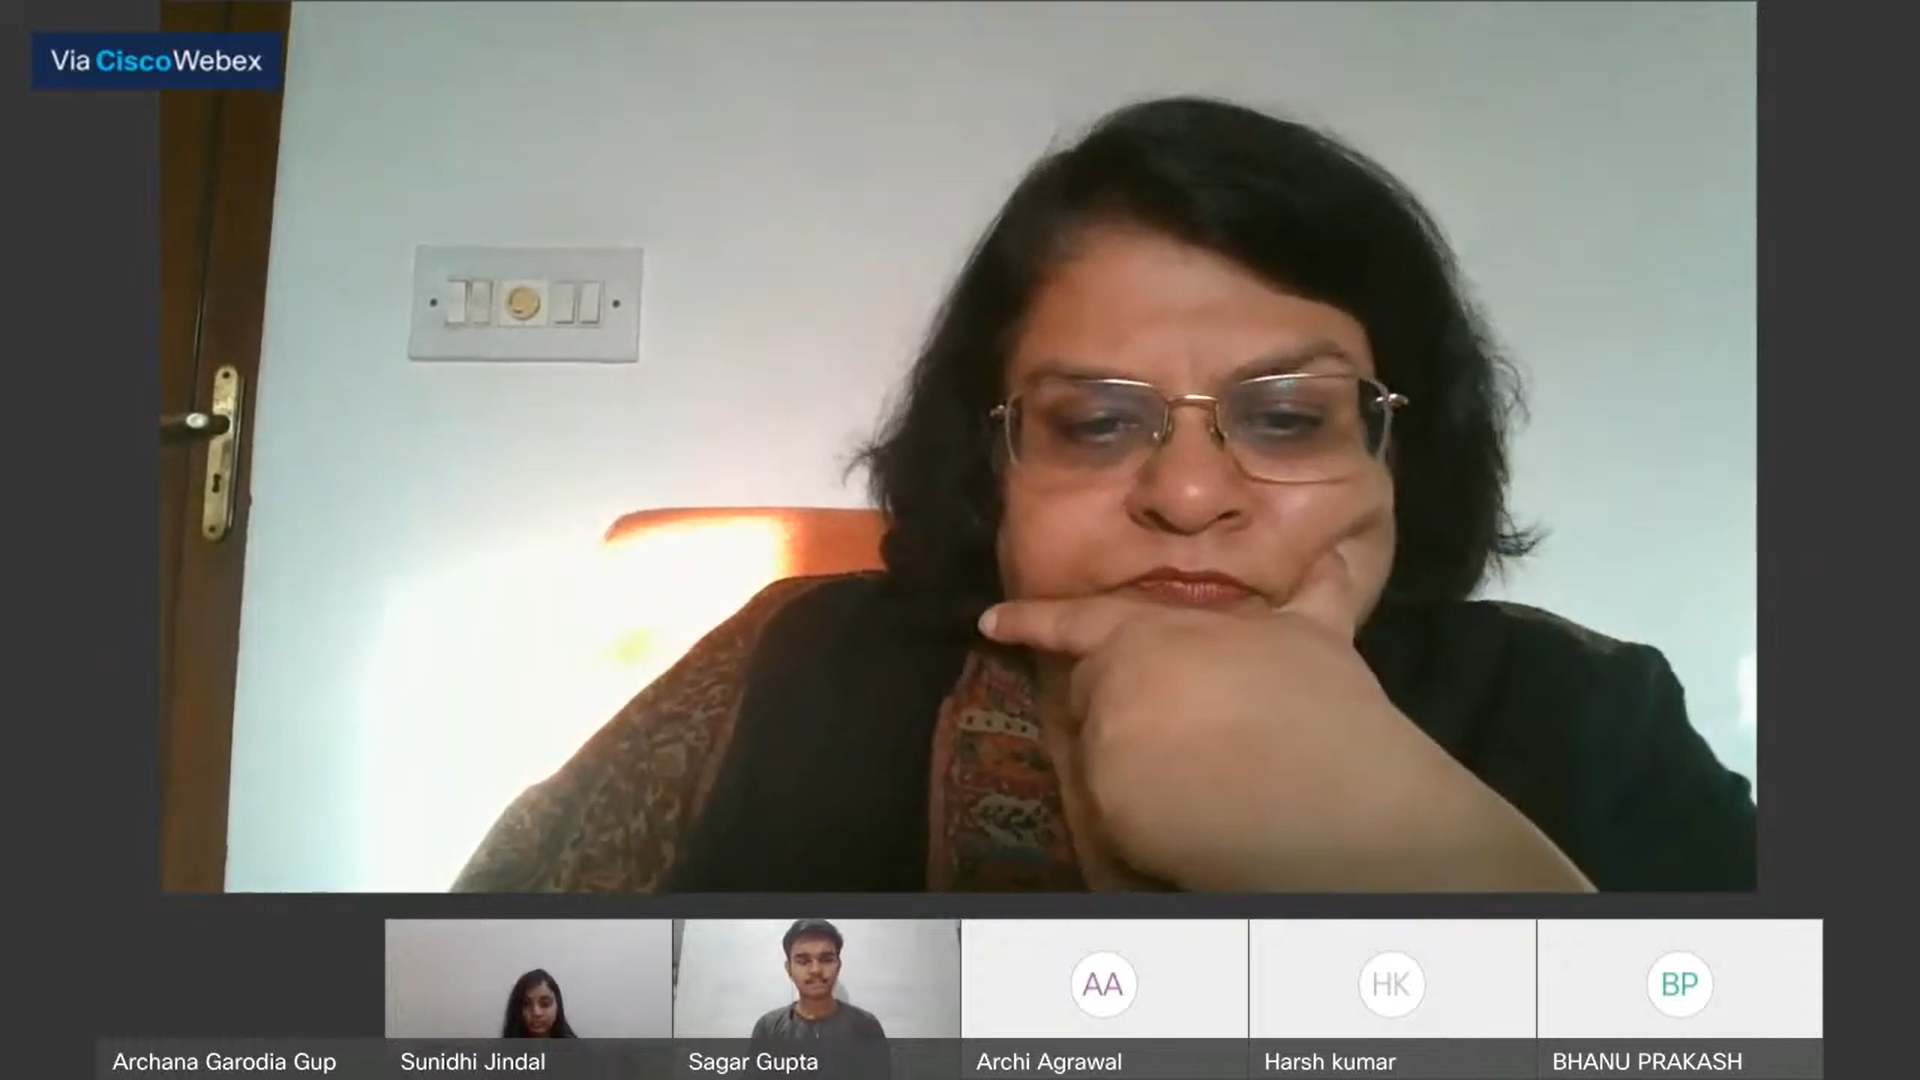 Via CiscoWebex
AA
HK
BP
Archana Garodia Gup
Sunidhi Jindal
Sagar Gupta
Archi Agrawal
Harsh kumar
BHANU PRAKASH